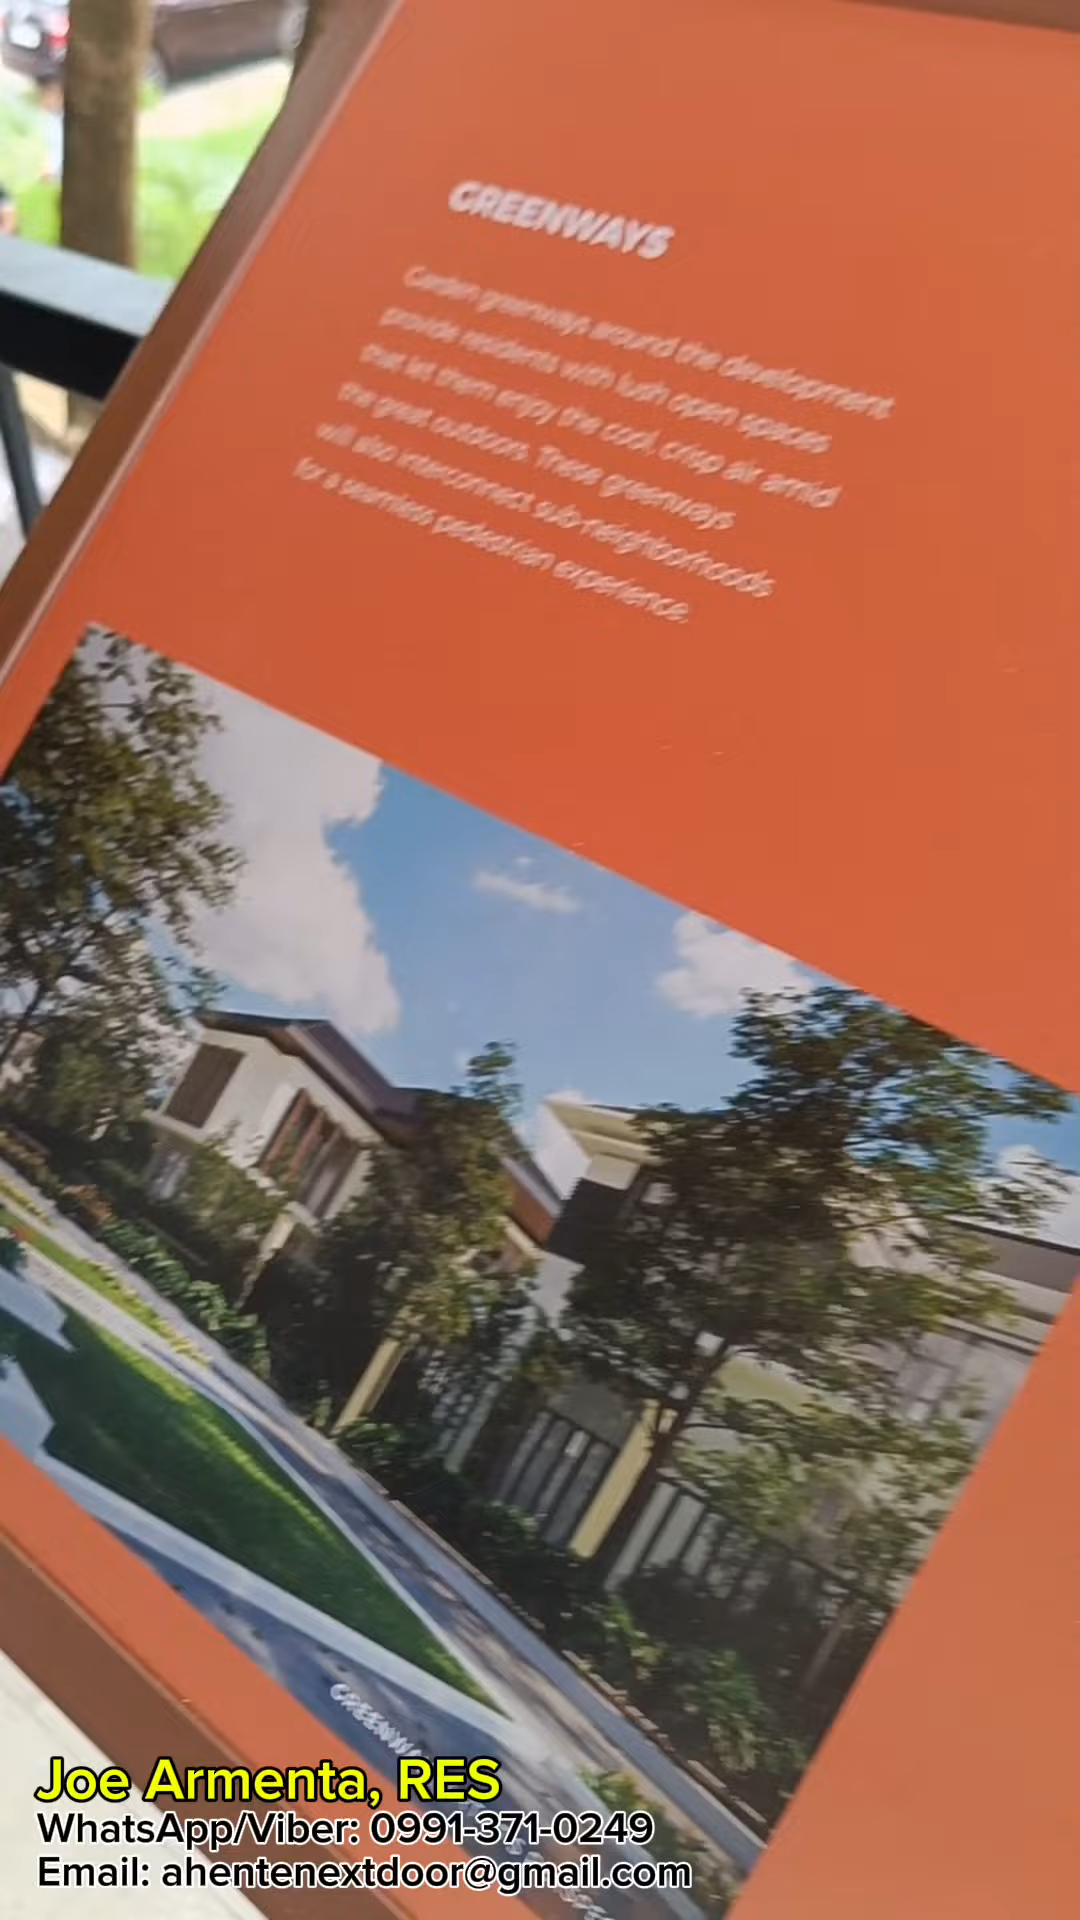 GREENWAYS
Garden greenways around the development
provide residents with lush open spaces
that let them enjoy the cool, crisp air amid
the great outdoors. These greenways
will also interconnect sub-neighborhoods
for a seamless pedestrian experience.
Joe Armenta, RES
WhatsApp/Viber: 0991-371-0249
Email: ahentenextdoor@gmail.com